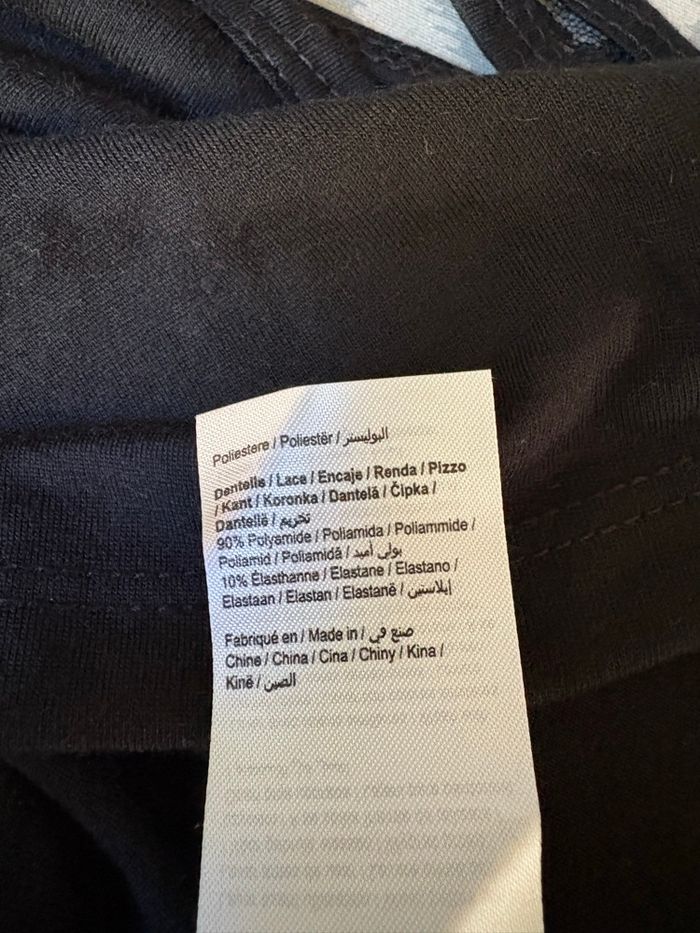 Poliestere / Poliestër / البوليستر
Dentelle / Lace / Encaje / Renda / Pizzo
/ Kant / Koronka / Dantelă / Čipka /
Dantellë / تخريم
90% Polyamide / Poliamida / Poliammide /
Poliamid / Poliamidă / بولي أميد
10% Élasthanne / Elastane / Elastano /
Elastaan / Elastan / Elastanë / إيلاستين
Fabriqué en / Made in / صنع في
Chine / China / Cina / Chiny / Kina /
Kinë / الصين